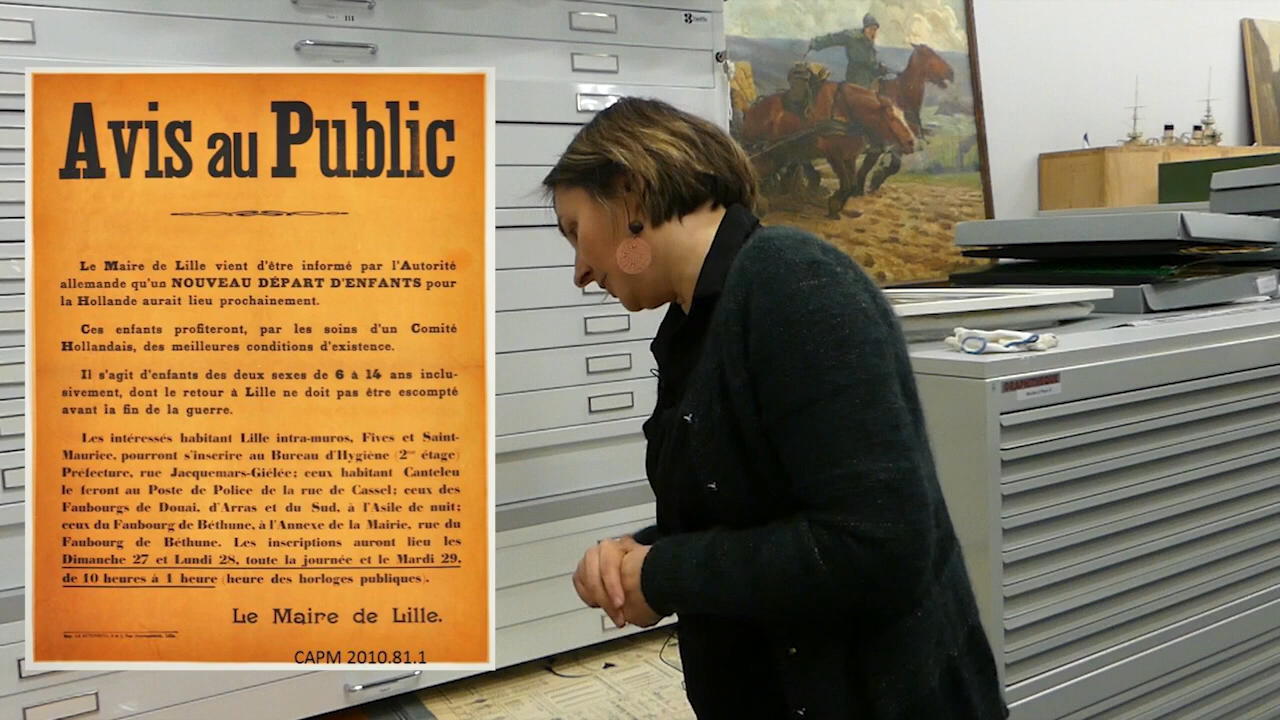 Avis au Public
Le Maire de Lille vient d'être informé par l'Autorité
allemande qu'un NOUVEAU DÉPART D'ENFANTS pour
la Hollande aurait lieu prochainement.
Ces enfants profiteront, par les soins d'un Comité
Hollandais, des meilleures conditions d'existence.
Il s'agit d'enfants des deux sexes de 6 à 14 ans inclu-
sivement, dont le retour à Lille ne doit pas être escompté
avant la fin de la guerre.
Les intéressés habitant Lille intra-muros, Fives et Saint-
Maurice, pourront s'inscrire au Bureau d'Hygiène (2me étage)
Préfecture, rue Jacquemars-Giélée; ceux habitant Canteleu
le feront au Poste de Police de la rue de Cassel; ceux des
Faubourgs de Douai, d'Arras et du Sud, à l'Asile de nuit;
ceux du Faubourg de Béthune, à l'Annexe de la Mairie, rue du
Faubourg de Béthune. Les inscriptions auront lieu les
Dimanche 27 et Lundi 28, toute la journée et le Mardi 29,
de 10 heures à 1 heure (heure des horloges publiques).
Le Maire de Lille.
CAPM 2010.81.1
III
GRAPHITHEQUE